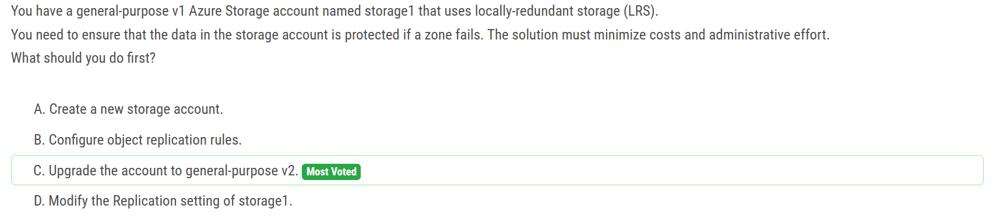 You have a general-purpose v1 Azure Storage account named storage1 that uses locally-redundant storage (LRS).
You need to ensure that the data in the storage account is protected if a zone fails. The solution must minimize costs and administrative effort.
What should you do first?
A. Create a new storage account.
B. Configure object replication rules.
C. Upgrade the account to general-purpose v2. Most Voted
D. Modify the Replication setting of storage1.